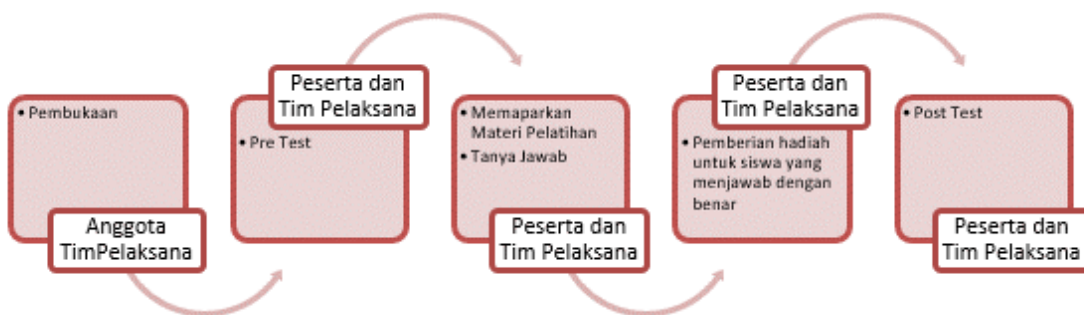 • Pembukaan
Anggota
TimPelaksana
Peserta dan
Tim Pelaksana
• Pre Test
• Memaparkan
Materi Pelatihan
• Tanya Jawab
Peserta dan
Tim Pelaksana
Peserta dan
Tim Pelaksana
• Pemberian hadiah
untuk siswa yang
menjawab dengan
benar
• Post Test
Peserta dan
Tim Pelaksana